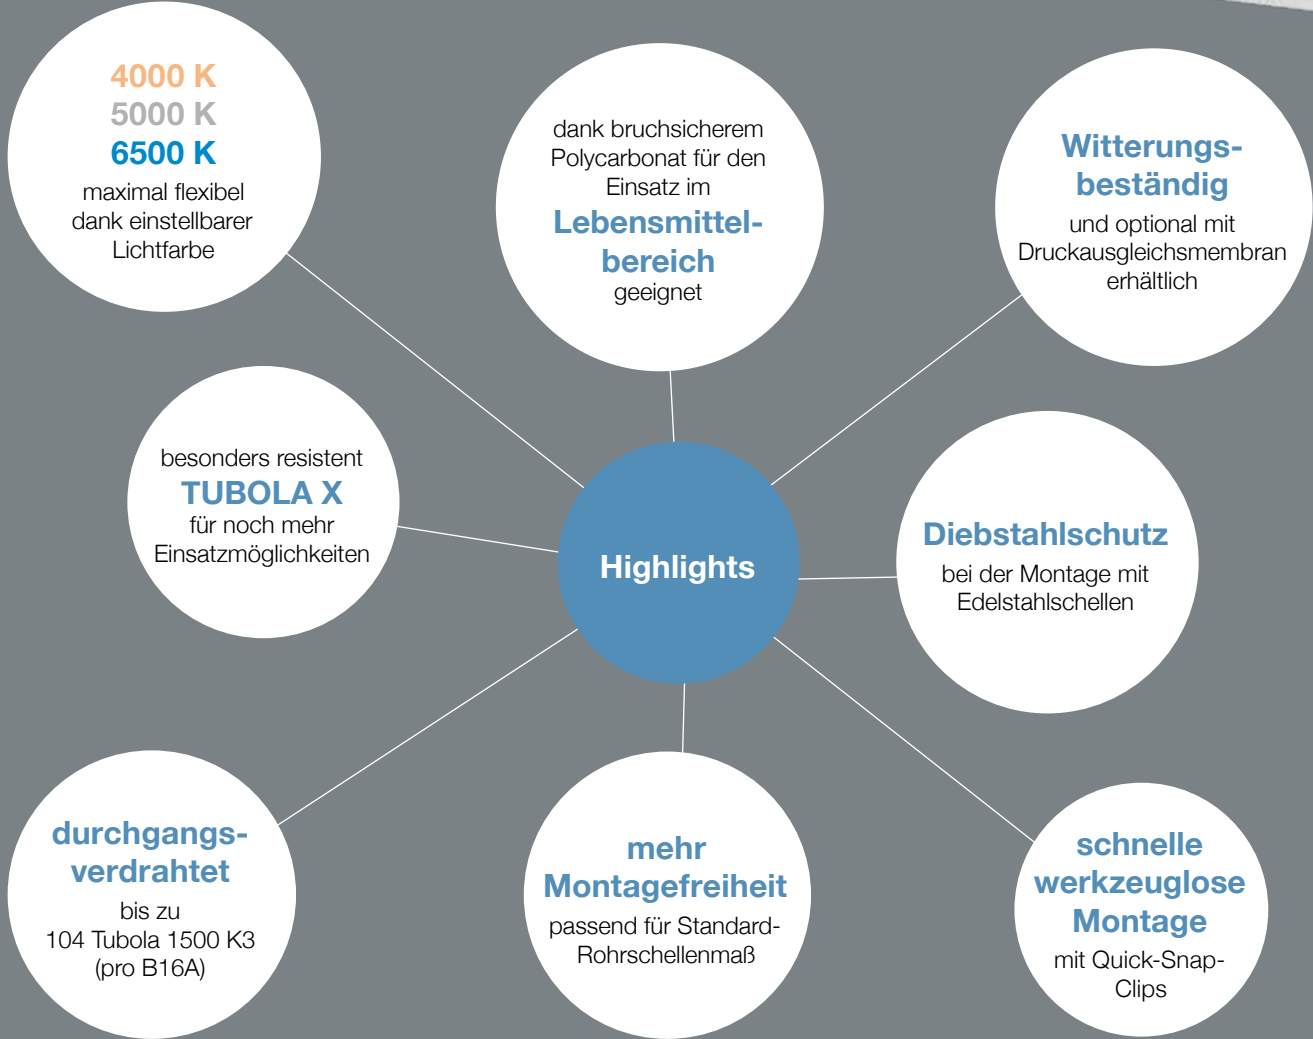 4000 K
5000 K
6500 K
maximal flexibel
dank einstellbarer
Lichtfarbe
dank bruchsicherem
Polycarbonat für den
Einsatz im
Lebensmittel-
bereich
geeignet
Witterungs-
beständig
und optional mit
Druckausgleichsmembran
erhältlich
besonders resistent
TUBOLA X
für noch mehr
Einsatzmöglichkeiten
Highlights
Diebstahlschutz
bei der Montage mit
Edelstahlschellen
durchgangs-
verdrahtet
bis zu
104 Tubola 1500 K3
(pro B16A)
mehr
Montagefreiheit
passend für Standard-
Rohrschellenmaß
schnelle
werkzeuglose
Montage
mit Quick-Snap-
Clips